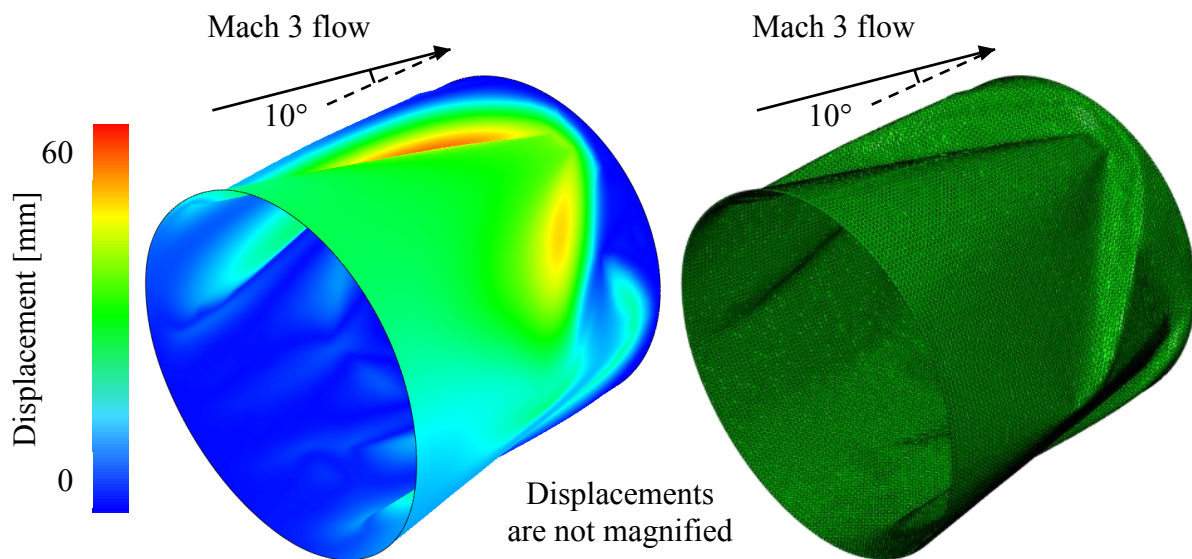 Mach 3 flow
10°
Mach 3 flow
10°
60
Displacement [mm]
0
Displacements
are not magnified